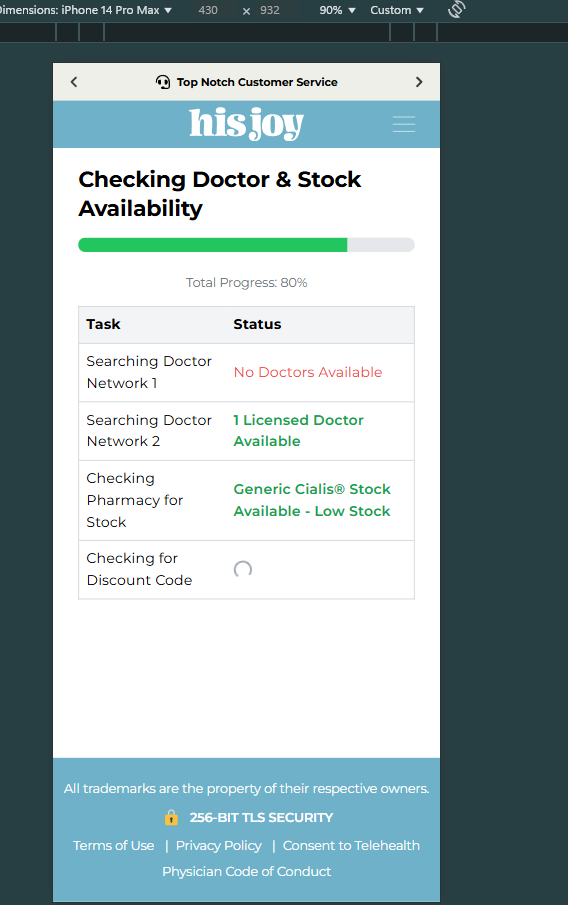 Dimensions: iPhone 14 Pro Max ▼ 430 × 932 90% ▼ Custom ▼
Top Notch Customer Service
his joy
Checking Doctor & Stock
Availability
Total Progress: 80%
Task Status
Searching Doctor
Network 1
No Doctors Available
Searching Doctor
Network 2
1 Licensed Doctor
Available
Checking
Pharmacy for
Stock
Generic Cialis® Stock
Available - Low Stock
Checking for
Discount Code
All trademarks are the property of their respective owners.
256-BIT TLS SECURITY
Terms of Use | Privacy Policy | Consent to Telehealth
Physician Code of Conduct